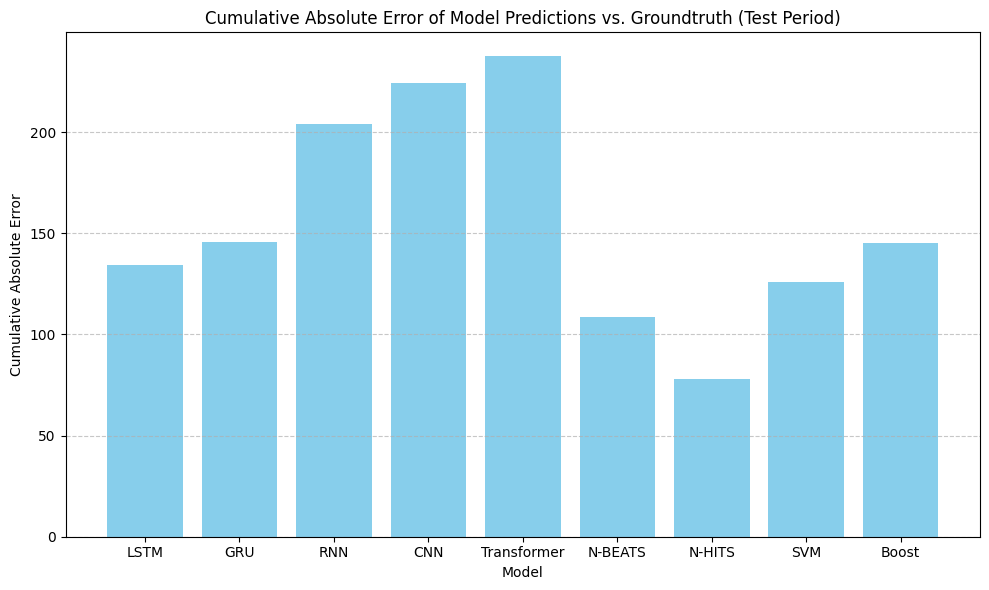 Cumulative Absolute Error of Model Predictions vs. Groundtruth (Test Period)
Cumulative Absolute Error
200
150
100
50
0
LSTM GRU RNN CNN Transformer N-BEATS N-HITS SVM Boost
Model